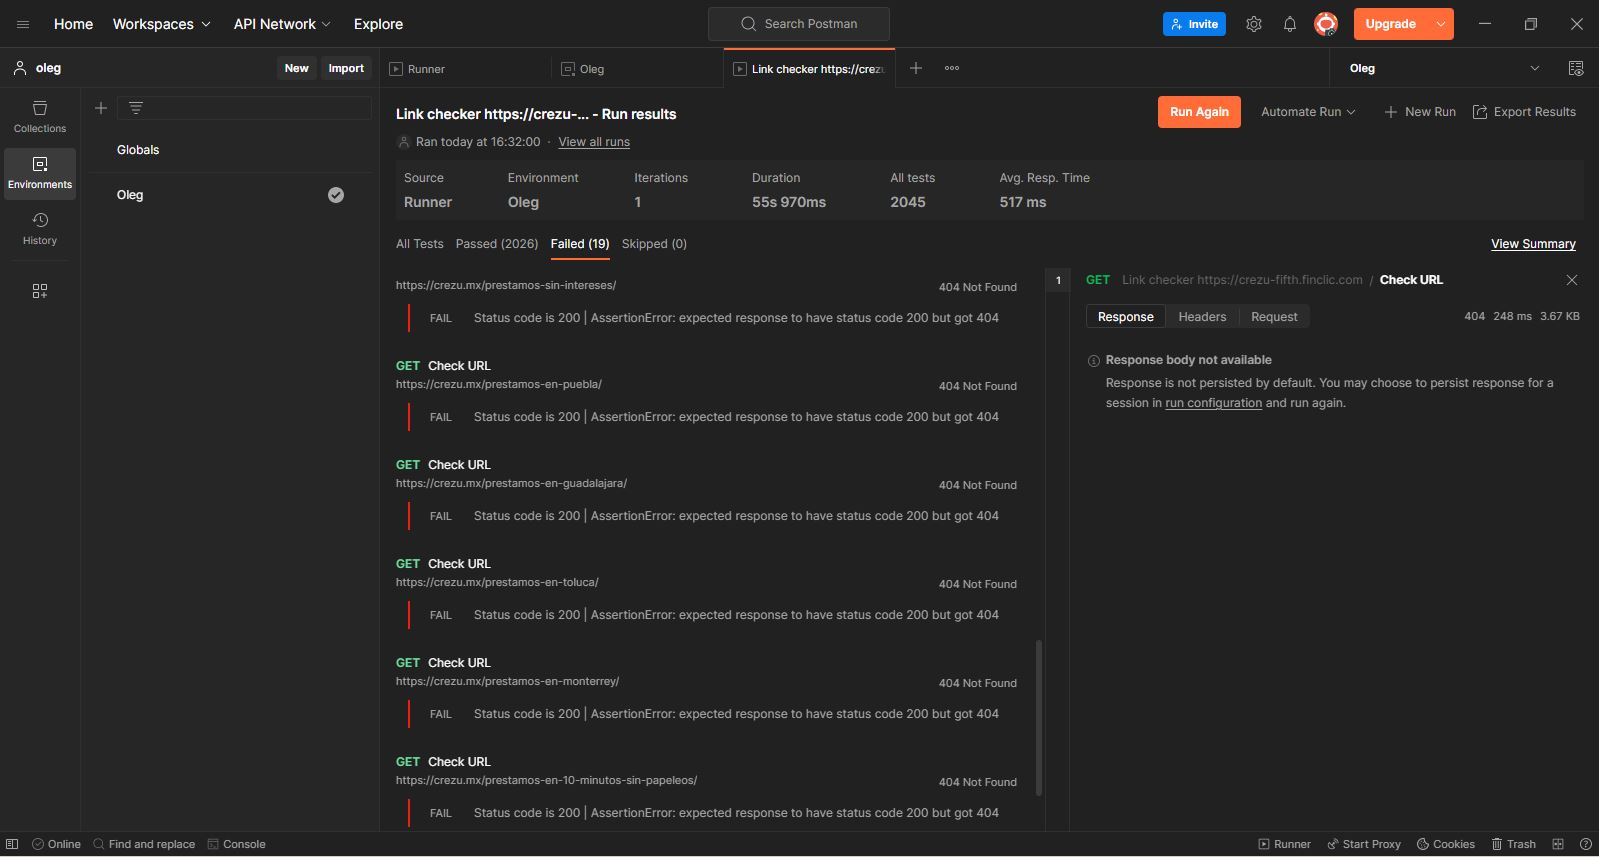 Home Workspaces API Network Explore Search Postman Invite Upgrade
oleg New Import Runner Oleg Link checker https://crezu Oleg
Collections
Environments
History
Globals
Oleg
Link checker https://crezu-... - Run results Run Again Automate Run New Run Export Results
Ran today at 16:32:00 · View all runs
Source Environment Iterations Duration All tests Avg. Resp. Time
Runner Oleg 1 55s 970ms 2045 517 ms
All Tests Passed (2026) Failed (19) Skipped (0) View Summary
https://crezu.mx/prestamos-sin-intereses/ 404 Not Found
FAIL Status code is 200 | AssertionError: expected response to have status code 200 but got 404
GET Check URL
https://crezu.mx/prestamos-en-puebla/ 404 Not Found
FAIL Status code is 200 | AssertionError: expected response to have status code 200 but got 404
GET Check URL
https://crezu.mx/prestamos-en-guadalajara/ 404 Not Found
FAIL Status code is 200 | AssertionError: expected response to have status code 200 but got 404
GET Check URL
https://crezu.mx/prestamos-en-toluca/ 404 Not Found
FAIL Status code is 200 | AssertionError: expected response to have status code 200 but got 404
GET Check URL
https://crezu.mx/prestamos-en-monterrey/ 404 Not Found
FAIL Status code is 200 | AssertionError: expected response to have status code 200 but got 404
GET Check URL
https://crezu.mx/prestamos-en-10-minutos-sin-papeleos/ 404 Not Found
FAIL Status code is 200 | AssertionError: expected response to have status code 200 but got 404
1
GET Link checker https://crezu-fifth.finclic.com / Check URL
Response Headers Request 404 248 ms 3.67 KB
Response body not available
Response is not persisted by default. You may choose to persist response for a
session in run configuration and run again.
Online Find and replace Console Runner Start Proxy Cookies Trash